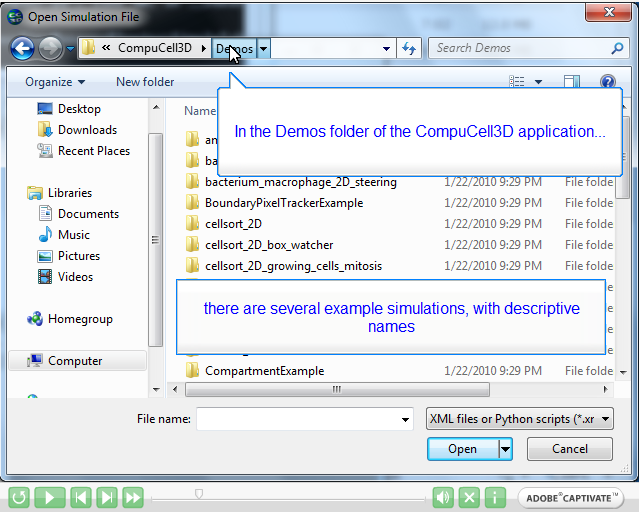 Open Simulation File
« CompuCell3D Demos
Search Demos
Organize New folder
Desktop
Downloads
Recent Places
Libraries
Documents
Music
Pictures
Videos
Homegroup
Computer
Name
In the Demos folder of the CompuCell3D application...
bacterium_macrophage_2D_steering 1/22/2010 9:29 PM File folde
BoundaryPixelTrackerExample 1/22/2010 9:29 PM File folde
cellsort_2D 1/22/2010 9:29 PM File folde
cellsort_2D_box_watcher 1/22/2010 9:29 PM File folde
cellsort_2D_growing_cells_mitosis 1/22/2010 9:29 PM File folde
there are several example simulations, with descriptive
names
CompartmentExample 1/22/2010 9:29 PM File folde
File name:
XML files or Python scripts (*.xr
Open Cancel
ADOBE® CAPTIVATE™